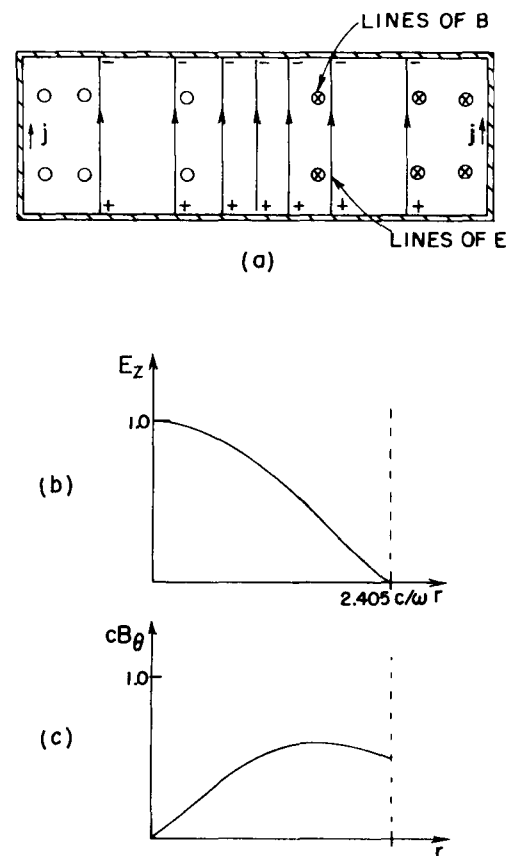 LINES OF B
− − − − − − −
j
j
+ + + + + + +
LINES OF E
(a)
E_z
1.0
(b)
2.405 c/ω r
cB_θ
1.0
(c)
r